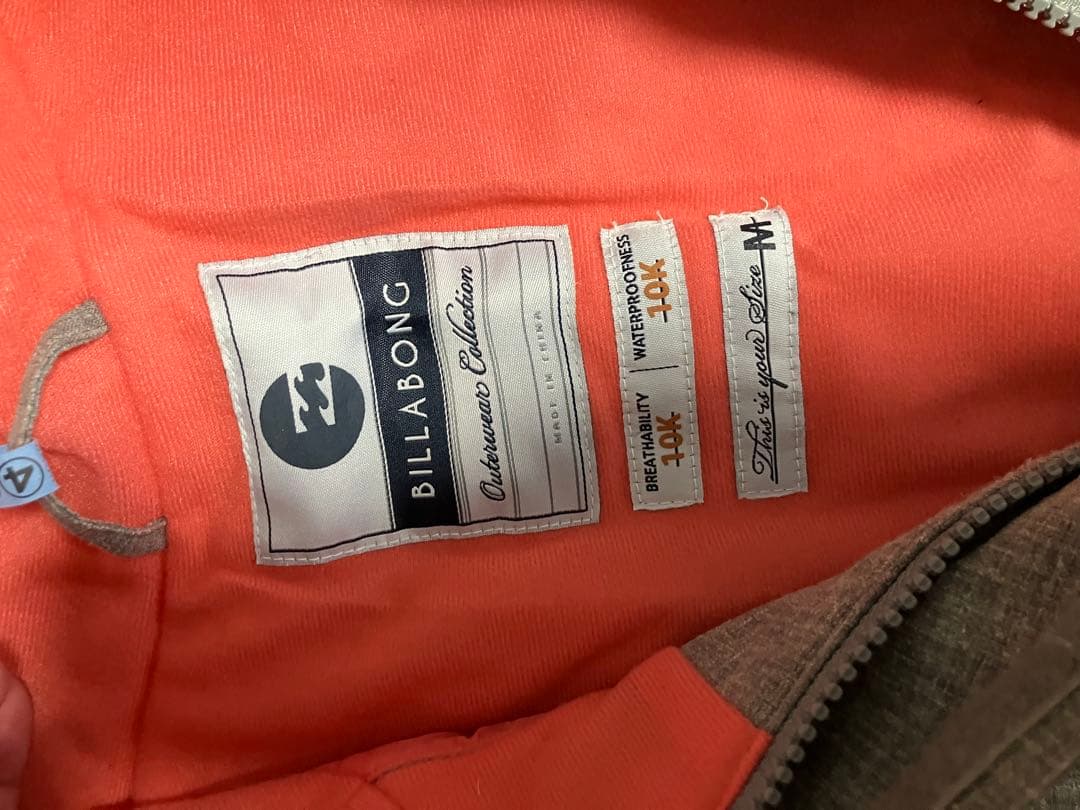 BILLABONG
Outerwear Collection
MADE IN CHINA
BREATHABILITY | WATERPROOFNESS
10K 10K
This is your Size M
4